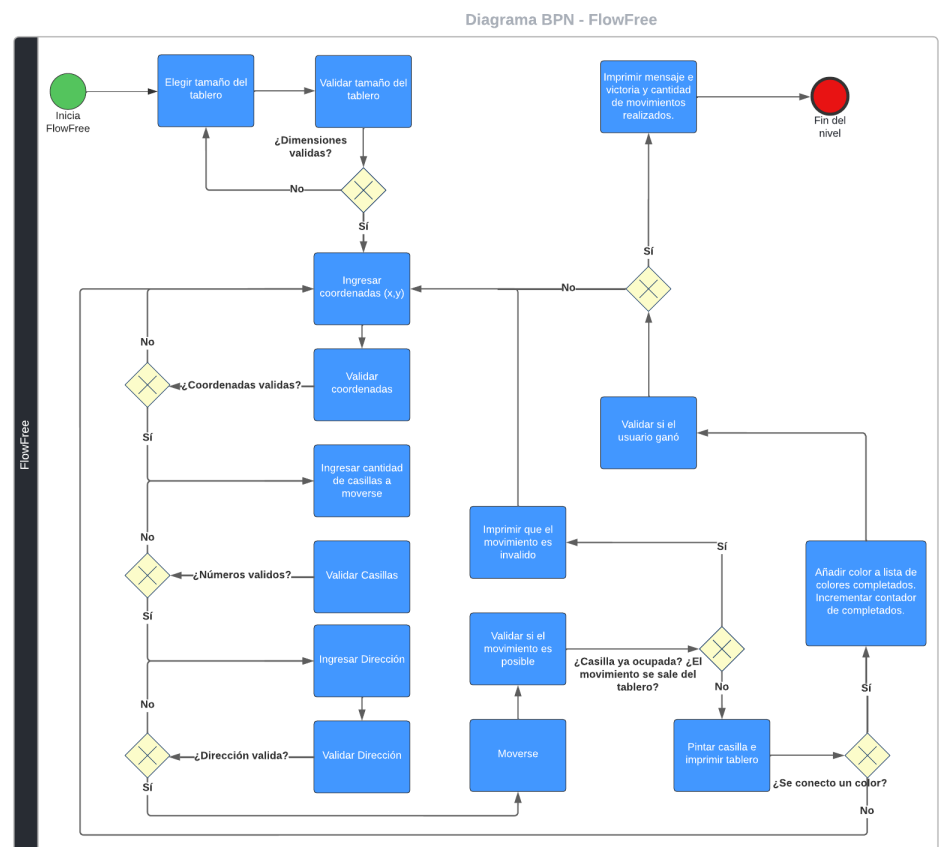 Diagrama BPN - FlowFree
FlowFree
Inicia
FlowFree
Elegir tamaño del
tablero
Validar tamaño del
tablero
¿Dimensiones
validas?
No
Sí
Imprimir mensaje e
victoria y cantidad
de movimientos
realizados.
Fin del
nivel
Sí
No
Ingresar
coordenadas (x,y)
Validar
coordenadas
¿Coordenadas validas?
No
Sí
Ingresar cantidad
de casillas a
moverse
Validar Casillas
¿Números validos?
No
Sí
Ingresar Dirección
Validar Dirección
¿Dirección valida?
No
Sí
Moverse
Validar si el
movimiento es
posible
¿Casilla ya ocupada? ¿El
movimiento se sale del
tablero?
Sí
No
Imprimir que el
movimiento es
invalido
Pintar casilla e
imprimir tablero
¿Se conecto un color?
Sí
No
Añadir color a lista de
colores completados.
Incrementar contador
de completados.
Validar si el
usuario ganó